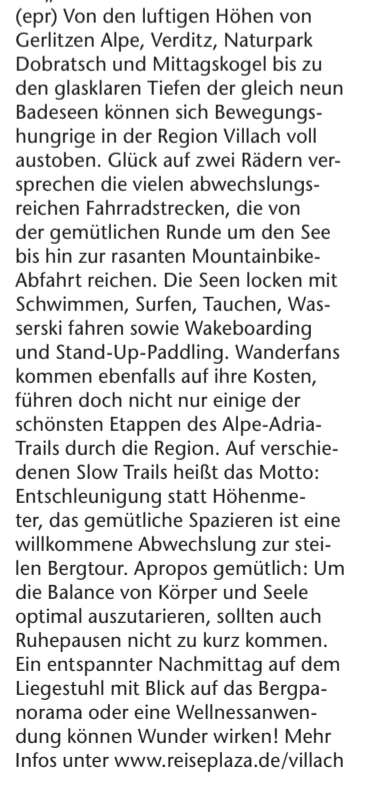 (epr) Von den luftigen Höhen von
Gerlitzen Alpe, Verditz, Naturpark
Dobratsch und Mittagskogel bis zu
den glasklaren Tiefen der gleich neun
Badeseen können sich Bewegungs-
hungrige in der Region Villach voll
austoben. Glück auf zwei Rädern ver-
sprechen die vielen abwechslungs-
reichen Fahrradstrecken, die von
der gemütlichen Runde um den See
bis hin zur rasanten Mountainbike-
Abfahrt reichen. Die Seen locken mit
Schwimmen, Surfen, Tauchen, Was-
serski fahren sowie Wakeboarding
und Stand-Up-Paddling. Wanderfans
kommen ebenfalls auf ihre Kosten,
führen doch nicht nur einige der
schönsten Etappen des Alpe-Adria-
Trails durch die Region. Auf verschie-
denen Slow Trails heißt das Motto:
Entschleunigung statt Höhenme-
ter, das gemütliche Spazieren ist eine
willkommene Abwechslung zur stei-
len Bergtour. Apropos gemütlich: Um
die Balance von Körper und Seele
optimal auszutarieren, sollten auch
Ruhepausen nicht zu kurz kommen.
Ein entspannter Nachmittag auf dem
Liegestuhl mit Blick auf das Bergpa-
norama oder eine Wellnessanwen-
dung können Wunder wirken! Mehr
Infos unter www.reiseplaza.de/villach